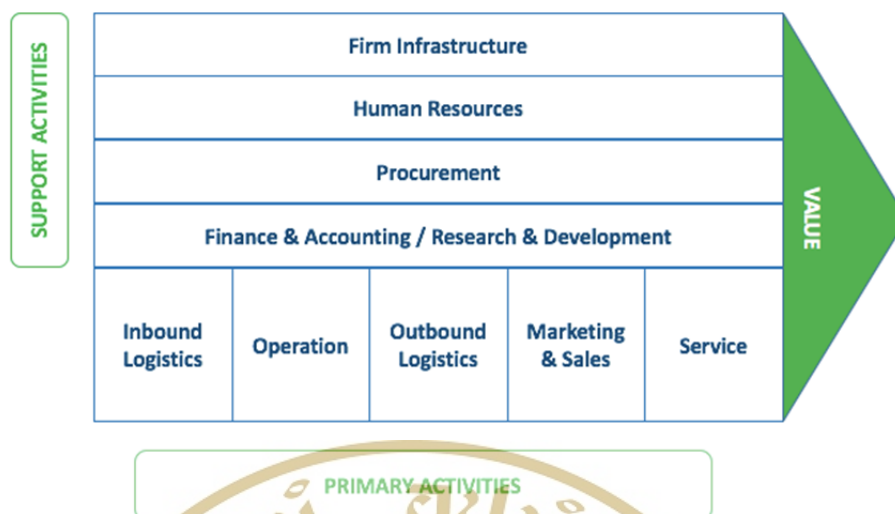 SUPPORT ACTIVITIES
Firm Infrastructure
Human Resources
Procurement
Finance & Accounting / Research & Development
Inbound
Logistics
Operation
Outbound
Logistics
Marketing
& Sales
Service
VALUE
PRIMARY ACTIVITIES